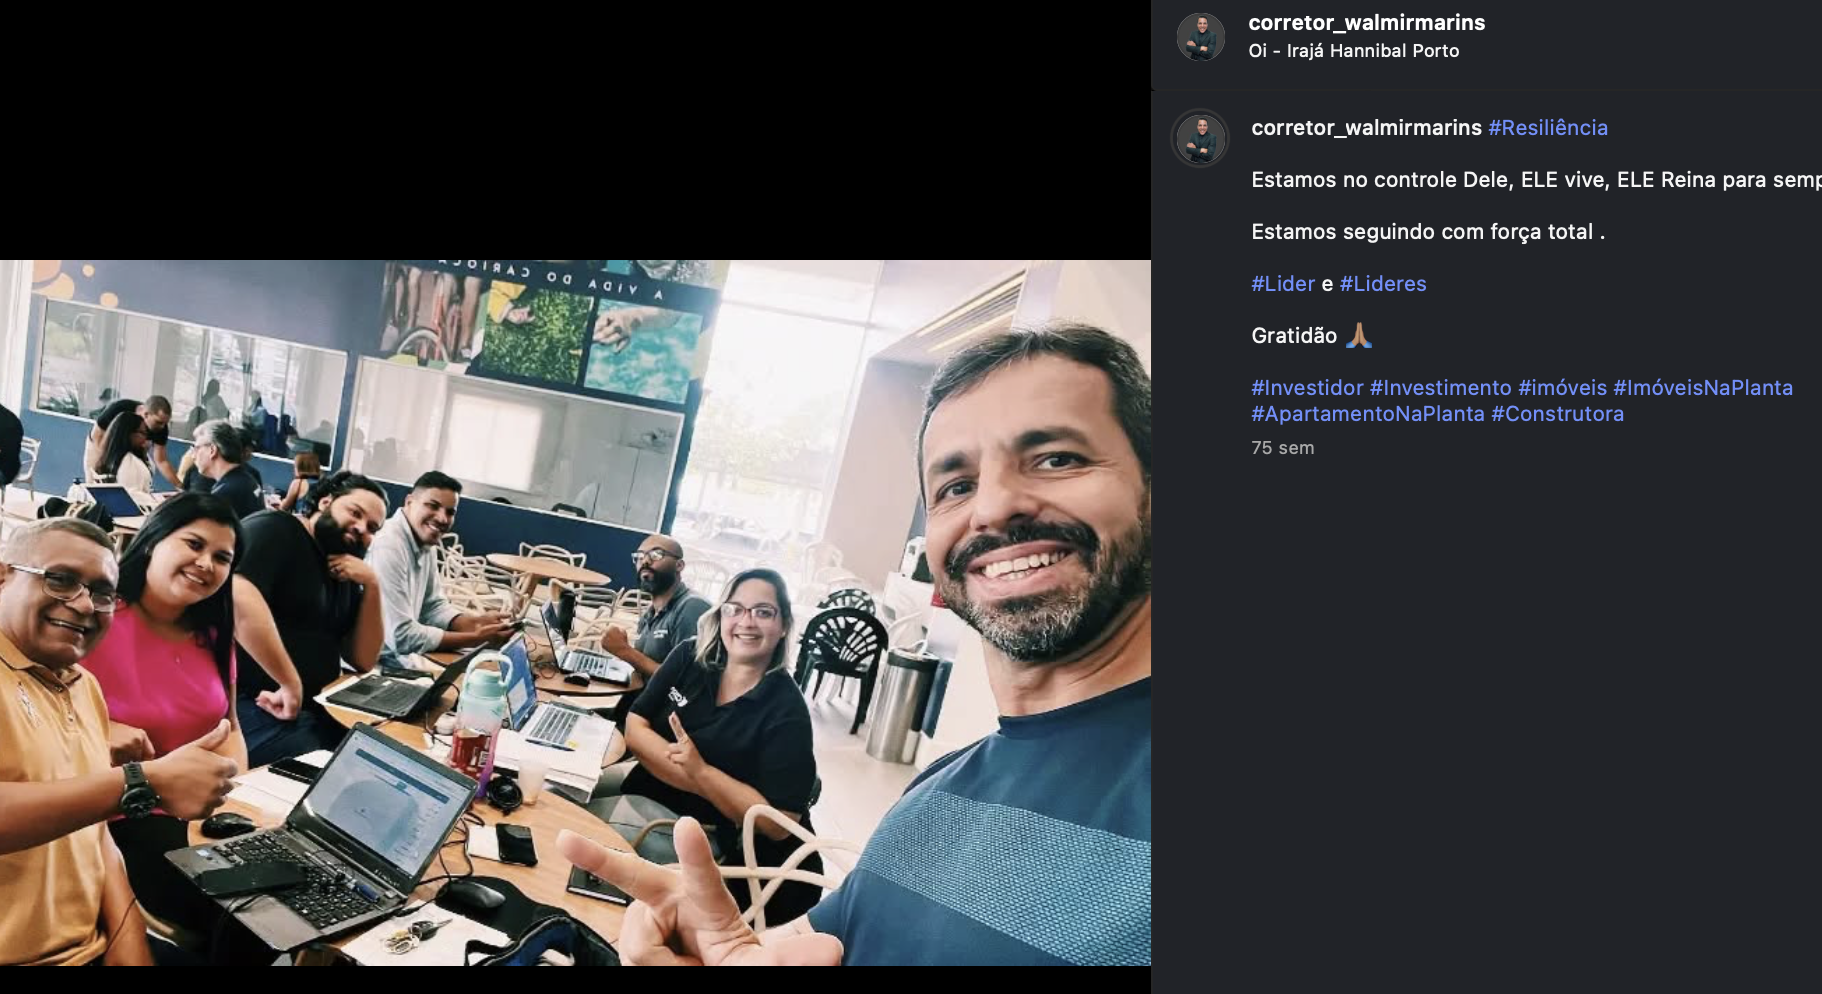 corretor_walmirmarins
Oi - Irajá Hannibal Porto
corretor_walmirmarins #Resiliência
Estamos no controle Dele, ELE vive, ELE Reina para semp
Estamos seguindo com força total .
#Lider e #Lideres
Gratidão 🙏🏽
#Investidor #Investimento #imóveis #ImóveisNaPlanta
#ApartamentoNaPlanta #Construtora
75 sem
A VIDA DO CARIOCA